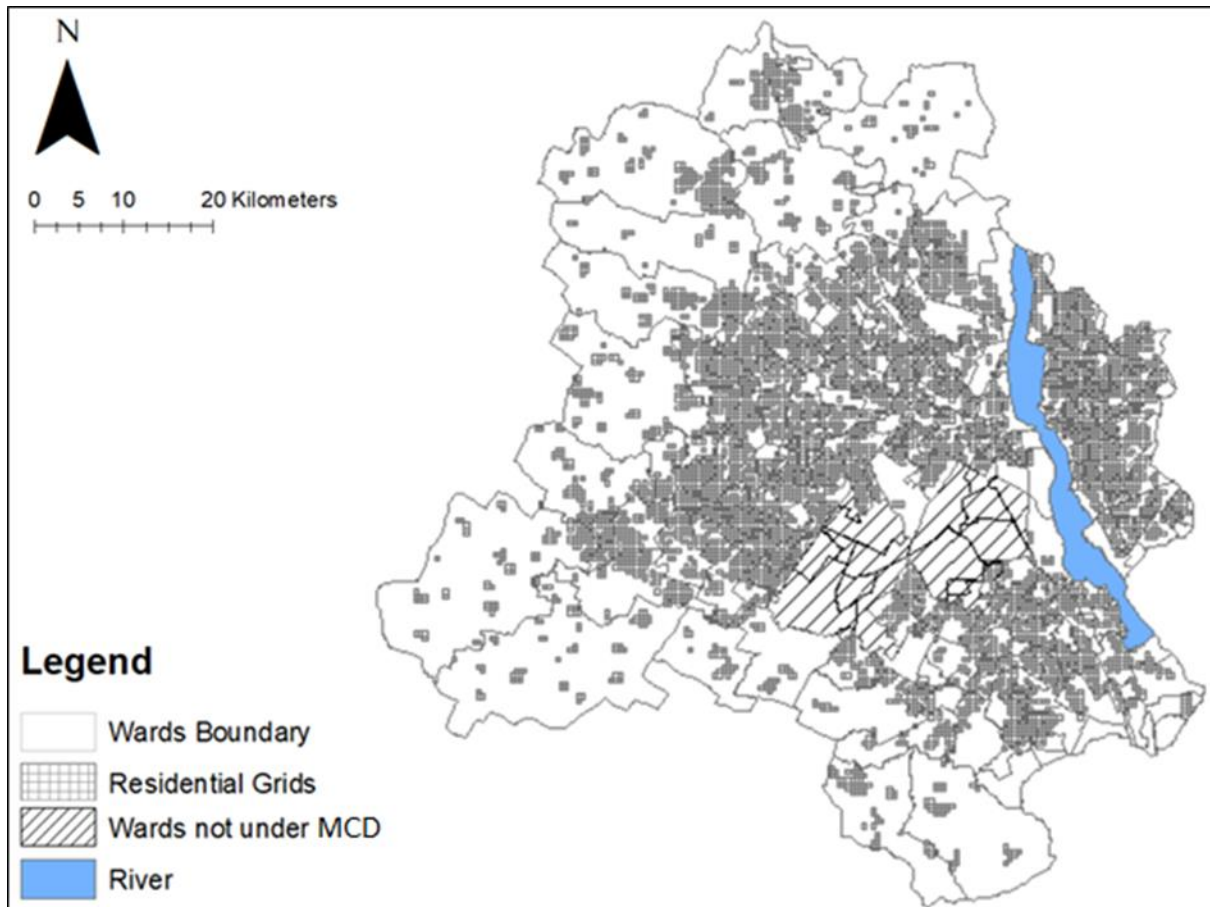 N
0 5 10 20 Kilometers
Legend
Wards Boundary
Residential Grids
Wards not under MCD
River